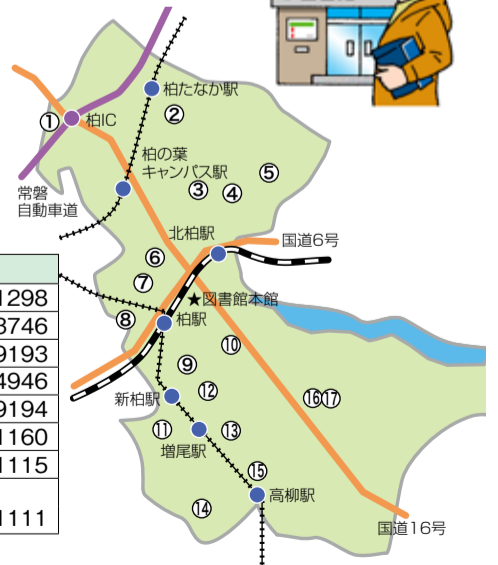 柏たなか駅
②
①
柏IC
柏の葉
キャンパス駅
⑤
③
④
常磐
自動車道
北柏駅
国道6号
⑥
⑦
★図書館本館
⑧
柏駅
⑩
⑨
⑫
新柏駅
⑯⑰
⑪
⑬
増尾駅
⑮
高柳駅
⑭
国道16号
1298
3746
9193
4946
9194
1160
1115
1111